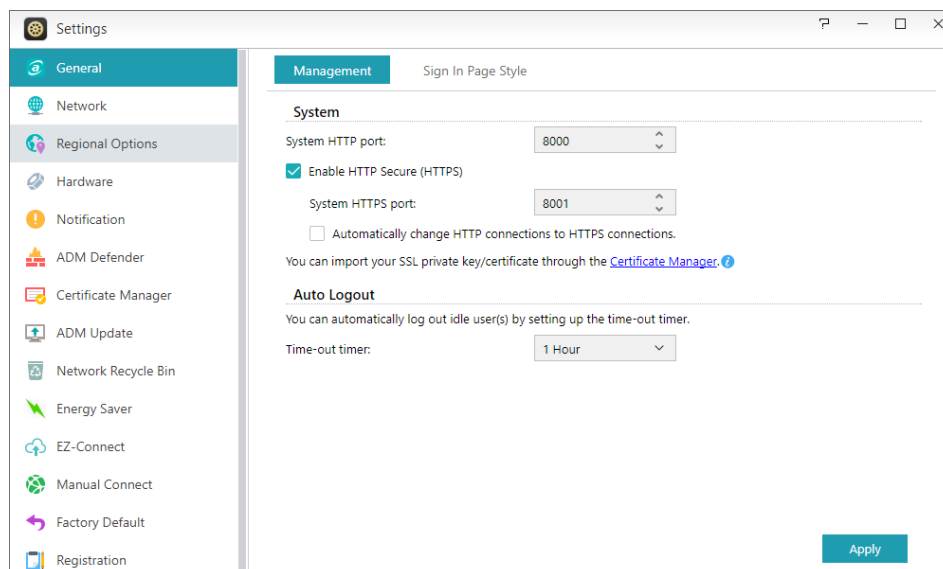 Settings
General
Network
Regional Options
Hardware
Notification
ADM Defender
Certificate Manager
ADM Update
Network Recycle Bin
Energy Saver
EZ-Connect
Manual Connect
Factory Default
Registration
Management Sign In Page Style
System
System HTTP port: 8000
Enable HTTP Secure (HTTPS)
System HTTPS port: 8001
Automatically change HTTP connections to HTTPS connections.
You can import your SSL private key/certificate through the Certificate Manager.
Auto Logout
You can automatically log out idle user(s) by setting up the time-out timer.
Time-out timer: 1 Hour
Apply